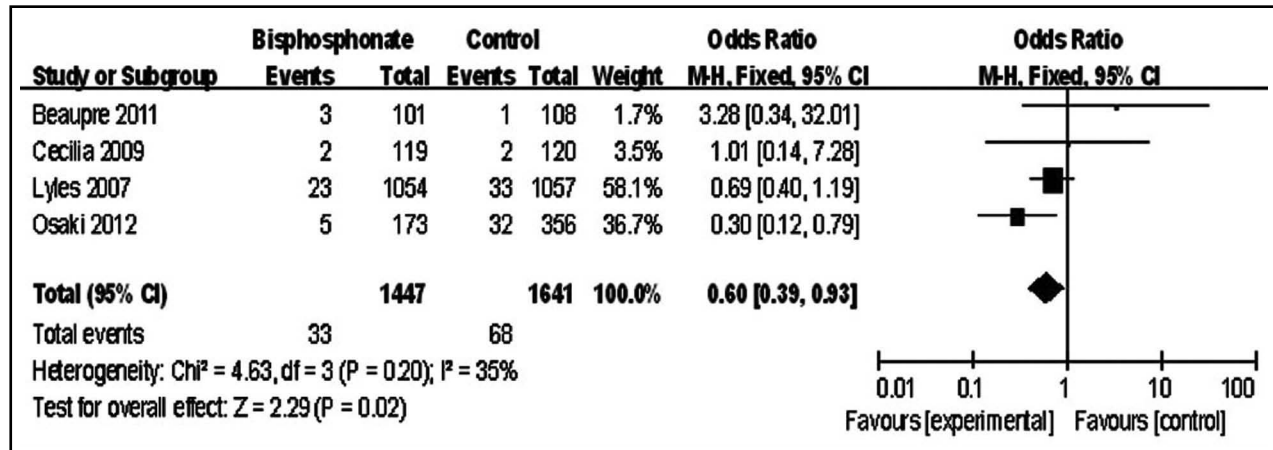 Bisphosphonate Control Odds Ratio Odds Ratio
Study or Subgroup Events Total Events Total Weight M-H, Fixed, 95% CI M-H, Fixed, 95% CI
Beaupre 2011 3 101 1 108 1.7% 3.28 [0.34, 32.01]
Cecilia 2009 2 119 2 120 3.5% 1.01 [0.14, 7.28]
Lyles 2007 23 1054 33 1057 58.1% 0.69 [0.40, 1.19]
Osaki 2012 5 173 32 356 36.7% 0.30 [0.12, 0.79]
Total (95% CI) 1447 1641 100.0% 0.60 [0.39, 0.93]
Total events 33 68
Heterogeneity: Chi² = 4.63, df = 3 (P = 0.20); I² = 35%
Test for overall effect: Z = 2.29 (P = 0.02)
0.01 0.1 1 10 100
Favours [experimental] Favours [control]